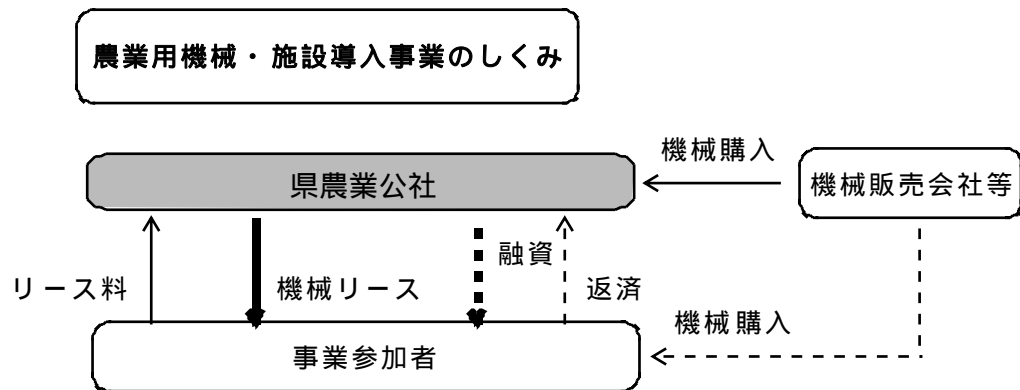 農業用機械・施設導入事業のしくみ
機械購入
県農業公社
機械販売会社等
融資
リース料
機械リース
返済
機械購入
事業参加者